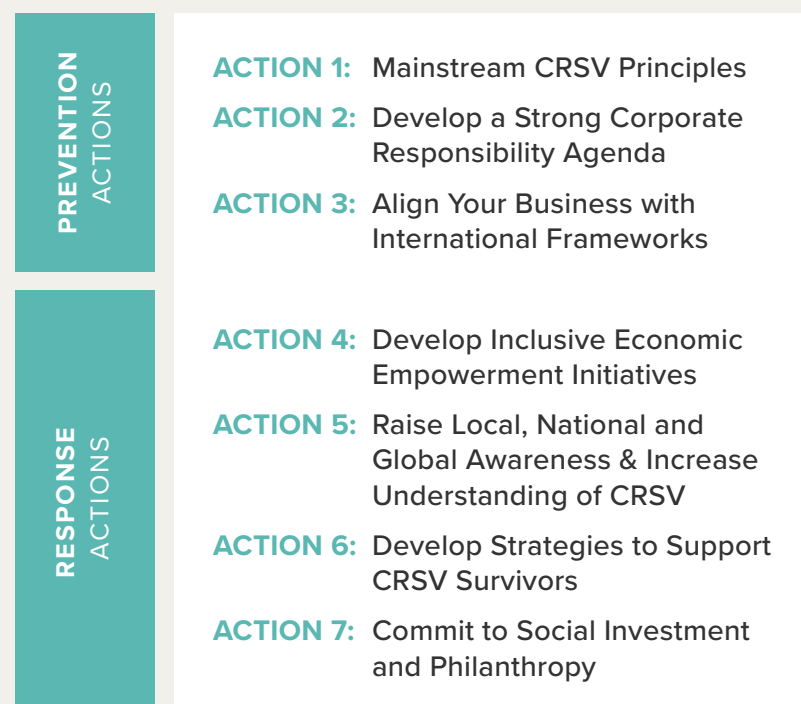 PREVENTION
ACTIONS
ACTION 1: Mainstream CRSV Principles
ACTION 2: Develop a Strong Corporate
Responsibility Agenda
ACTION 3: Align Your Business with
International Frameworks
RESPONSE
ACTIONS
ACTION 4: Develop Inclusive Economic
Empowerment Initiatives
ACTION 5: Raise Local, National and
Global Awareness & Increase
Understanding of CRSV
ACTION 6: Develop Strategies to Support
CRSV Survivors
ACTION 7: Commit to Social Investment
and Philanthropy